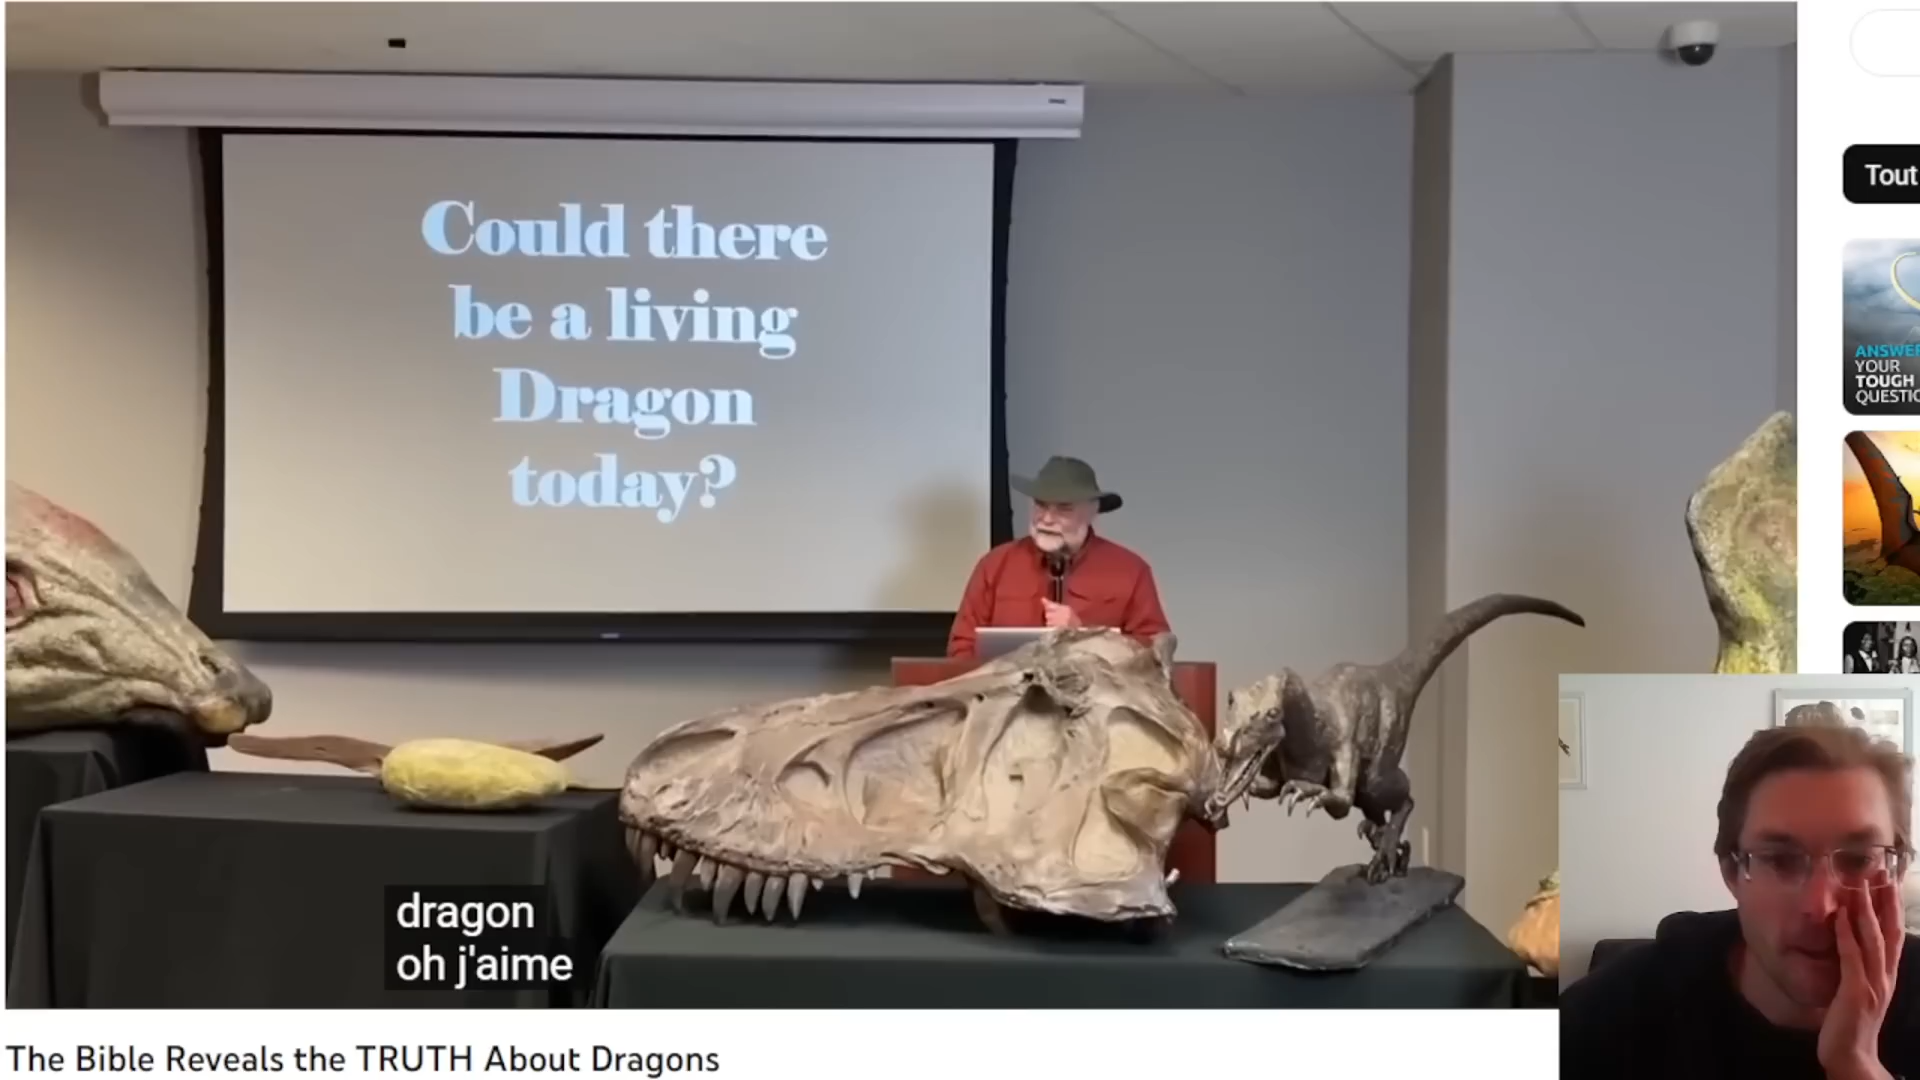 Could there
be a living
Dragon
today?
dragon
oh j'aime
The Bible Reveals the TRUTH About Dragons
Tout
YOUR
TOUGH